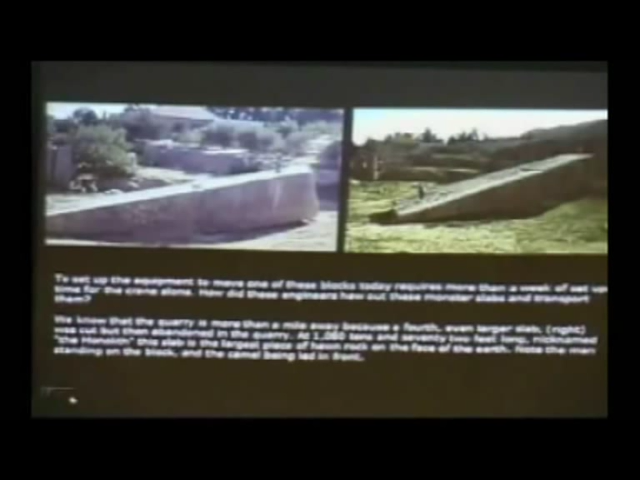 To set up the equipment to move one of these blocks today requires more than a week of set up
time for the crane alone. How did these engineers hew out these monster slabs and transport
them?
We know that the quarry is more than a mile away because a fourth, even larger slab, (right)
was cut but then abandoned in the quarry. At 1,060 tons and seventy two feet long, nicknamed
"the Monolith" this slab is the largest piece of hewn rock on the face of the earth. Note the man
standing on the block, and the camel being led in front.